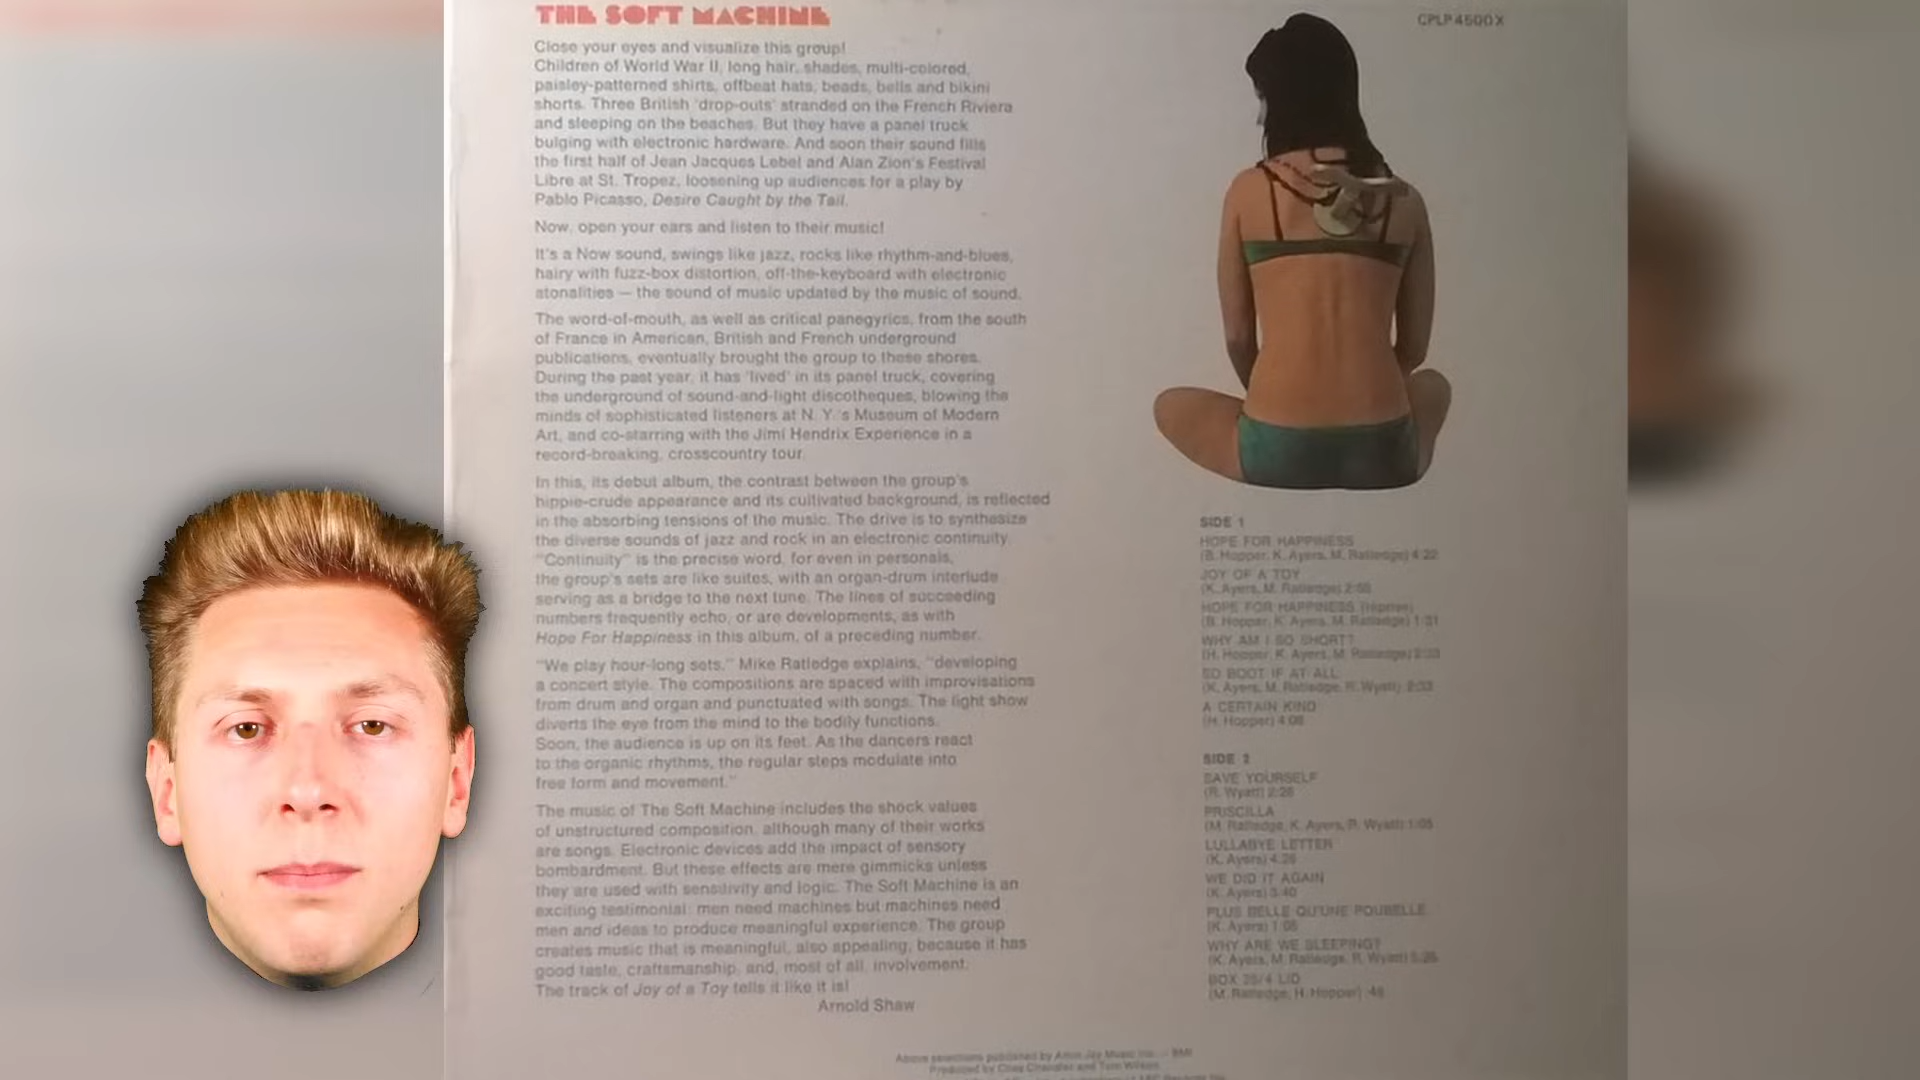 THE SOFT MACHINE
CPLP 4500 X
Close your eyes and visualize this group!
Children of World War II, long hair, shades, multi-colored,
paisley-patterned shirts, offbeat hats, beads, bells and bikini
shorts. Three British 'drop-outs' stranded on the French Riviera
and sleeping on the beaches. But they have a panel truck
bulging with electronic hardware. And soon their sound fills
the first half of Jean Jacques Lebel and Alan Zion's Festival
Libre at St. Tropez, loosening up audiences for a play by
Pablo Picasso, Desire Caught by the Tail.
Now, open your ears and listen to their music!
It's a Now sound, swings like jazz, rocks like rhythm-and-blues,
hairy with fuzz-box distortion, off-the-keyboard with electronic
atonalities — the sound of music updated by the music of sound.
The word-of-mouth, as well as critical panegyrics, from the south
of France in American, British and French underground
publications, eventually brought the group to these shores.
During the past year, it has 'lived' in its panel truck, covering
the underground of sound-and-light discotheques, blowing the
minds of sophisticated listeners at N. Y.'s Museum of Modern
Art, and co-starring with the Jimi Hendrix Experience in a
record-breaking, crosscountry tour.
In this, its debut album, the contrast between the group's
hippie-crude appearance and its cultivated background, is reflected
in the absorbing tensions of the music. The drive is to synthesize
the diverse sounds of jazz and rock in an electronic continuity.
"Continuity" is the precise word, for even in personals,
the group's sets are like suites, with an organ-drum interlude
serving as a bridge to the next tune. The lines of succeeding
numbers frequently echo, or are developments, as with
Hope For Happiness in this album, of a preceding number.
"We play hour-long sets," Mike Ratledge explains, "developing
a concert style. The compositions are spaced with improvisations
from drum and organ and punctuated with songs. The light show
diverts the eye from the mind to the bodily functions.
Soon, the audience is up on its feet. As the dancers react
to the organic rhythms, the regular steps modulate into
free form and movement."
The music of The Soft Machine includes the shock values
of unstructured composition, although many of their works
are songs. Electronic devices add the impact of sensory
bombardment. But these effects are mere gimmicks unless
they are used with sensitivity and logic. The Soft Machine is an
exciting testimonial: men need machines but machines need
men and ideas to produce meaningful experience. The group
creates music that is meaningful, also appealing, because it has
good taste, craftsmanship, and, most of all, involvement.
The track of Joy of a Toy tells it like it is!
Arnold Shaw
SIDE 1
HOPE FOR HAPPINESS
(B. Hopper, K. Ayers, M. Ratledge) 4:22
JOY OF A TOY
(K. Ayers, M. Ratledge)
HOPE FOR HAPPINESS (reprise)
(B. Hopper, K. Ayers, M. Ratledge) 1:31
WHY AM I SO SHORT?
(H. Hopper, K. Ayers, M. Ratledge)
SO BOOT IF AT ALL
(K. Ayers, M. Ratledge, R. Wyatt)
A CERTAIN KIND
(H. Hopper)
SIDE 2
SAVE YOURSELF
(R. Wyatt)
PRISCILLA
(M. Ratledge, K. Ayers, R. Wyatt) 1:05
LULLABYE LETTER
(K. Ayers)
WE DID IT AGAIN
(K. Ayers) 3:40
PLUS BELLE QU'UNE POUBELLE
(K. Ayers)
WHY ARE WE SLEEPING?
(K. Ayers, M. Ratledge, R. Wyatt)
BOX 25/4 LID
(M. Ratledge, H. Hopper)
Above selections published by Music Inc. — BMI
Produced by Chas Chandler and Tom Wilson